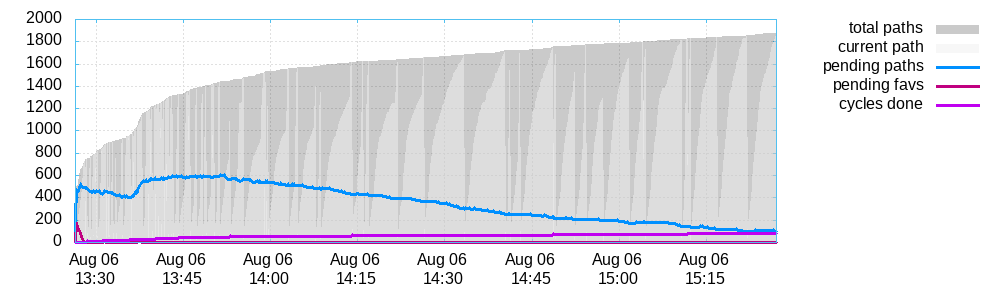 2000
1800
1600
1400
1200
1000
800
600
400
200
0
Aug 06 13:30
Aug 06 13:45
Aug 06 14:00
Aug 06 14:15
Aug 06 14:30
Aug 06 14:45
Aug 06 15:00
Aug 06 15:15
total paths
current path
pending paths
pending favs
cycles done